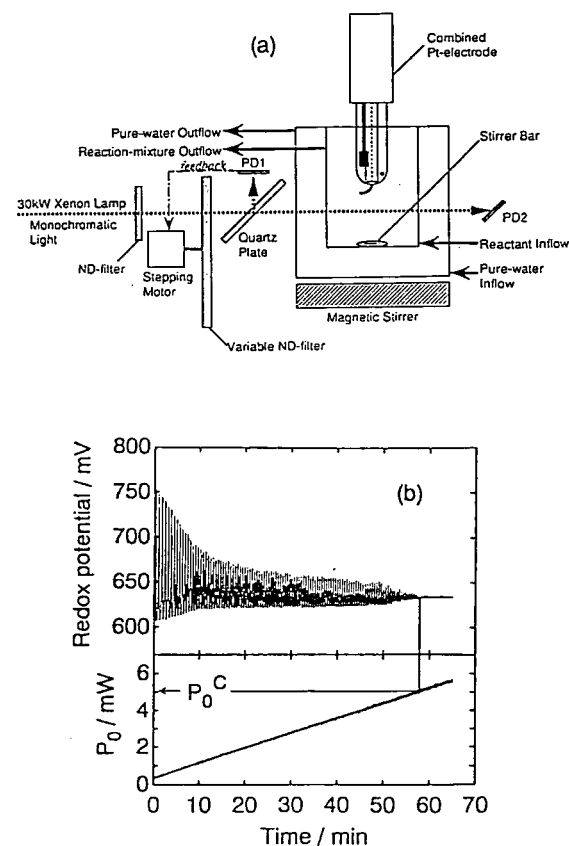 (a)
Combined
Pt-electrode
Pure-water Outflow
Reaction-mixture Outflow
feedback
PD1
Stirrer Bar
30kW Xenon Lamp
Monochromatic
Light
PD2
Quartz
Plate
Reactant Inflow
ND-filter
Stepping
Motor
Pure-water
Inflow
Magnetic Stirrer
Variable ND-filter
(b)
Redox potential / mV
800
750
700
650
600
P₀ / mW
6
4
2
0
P₀ᶜ
0 10 20 30 40 50 60 70
Time / min